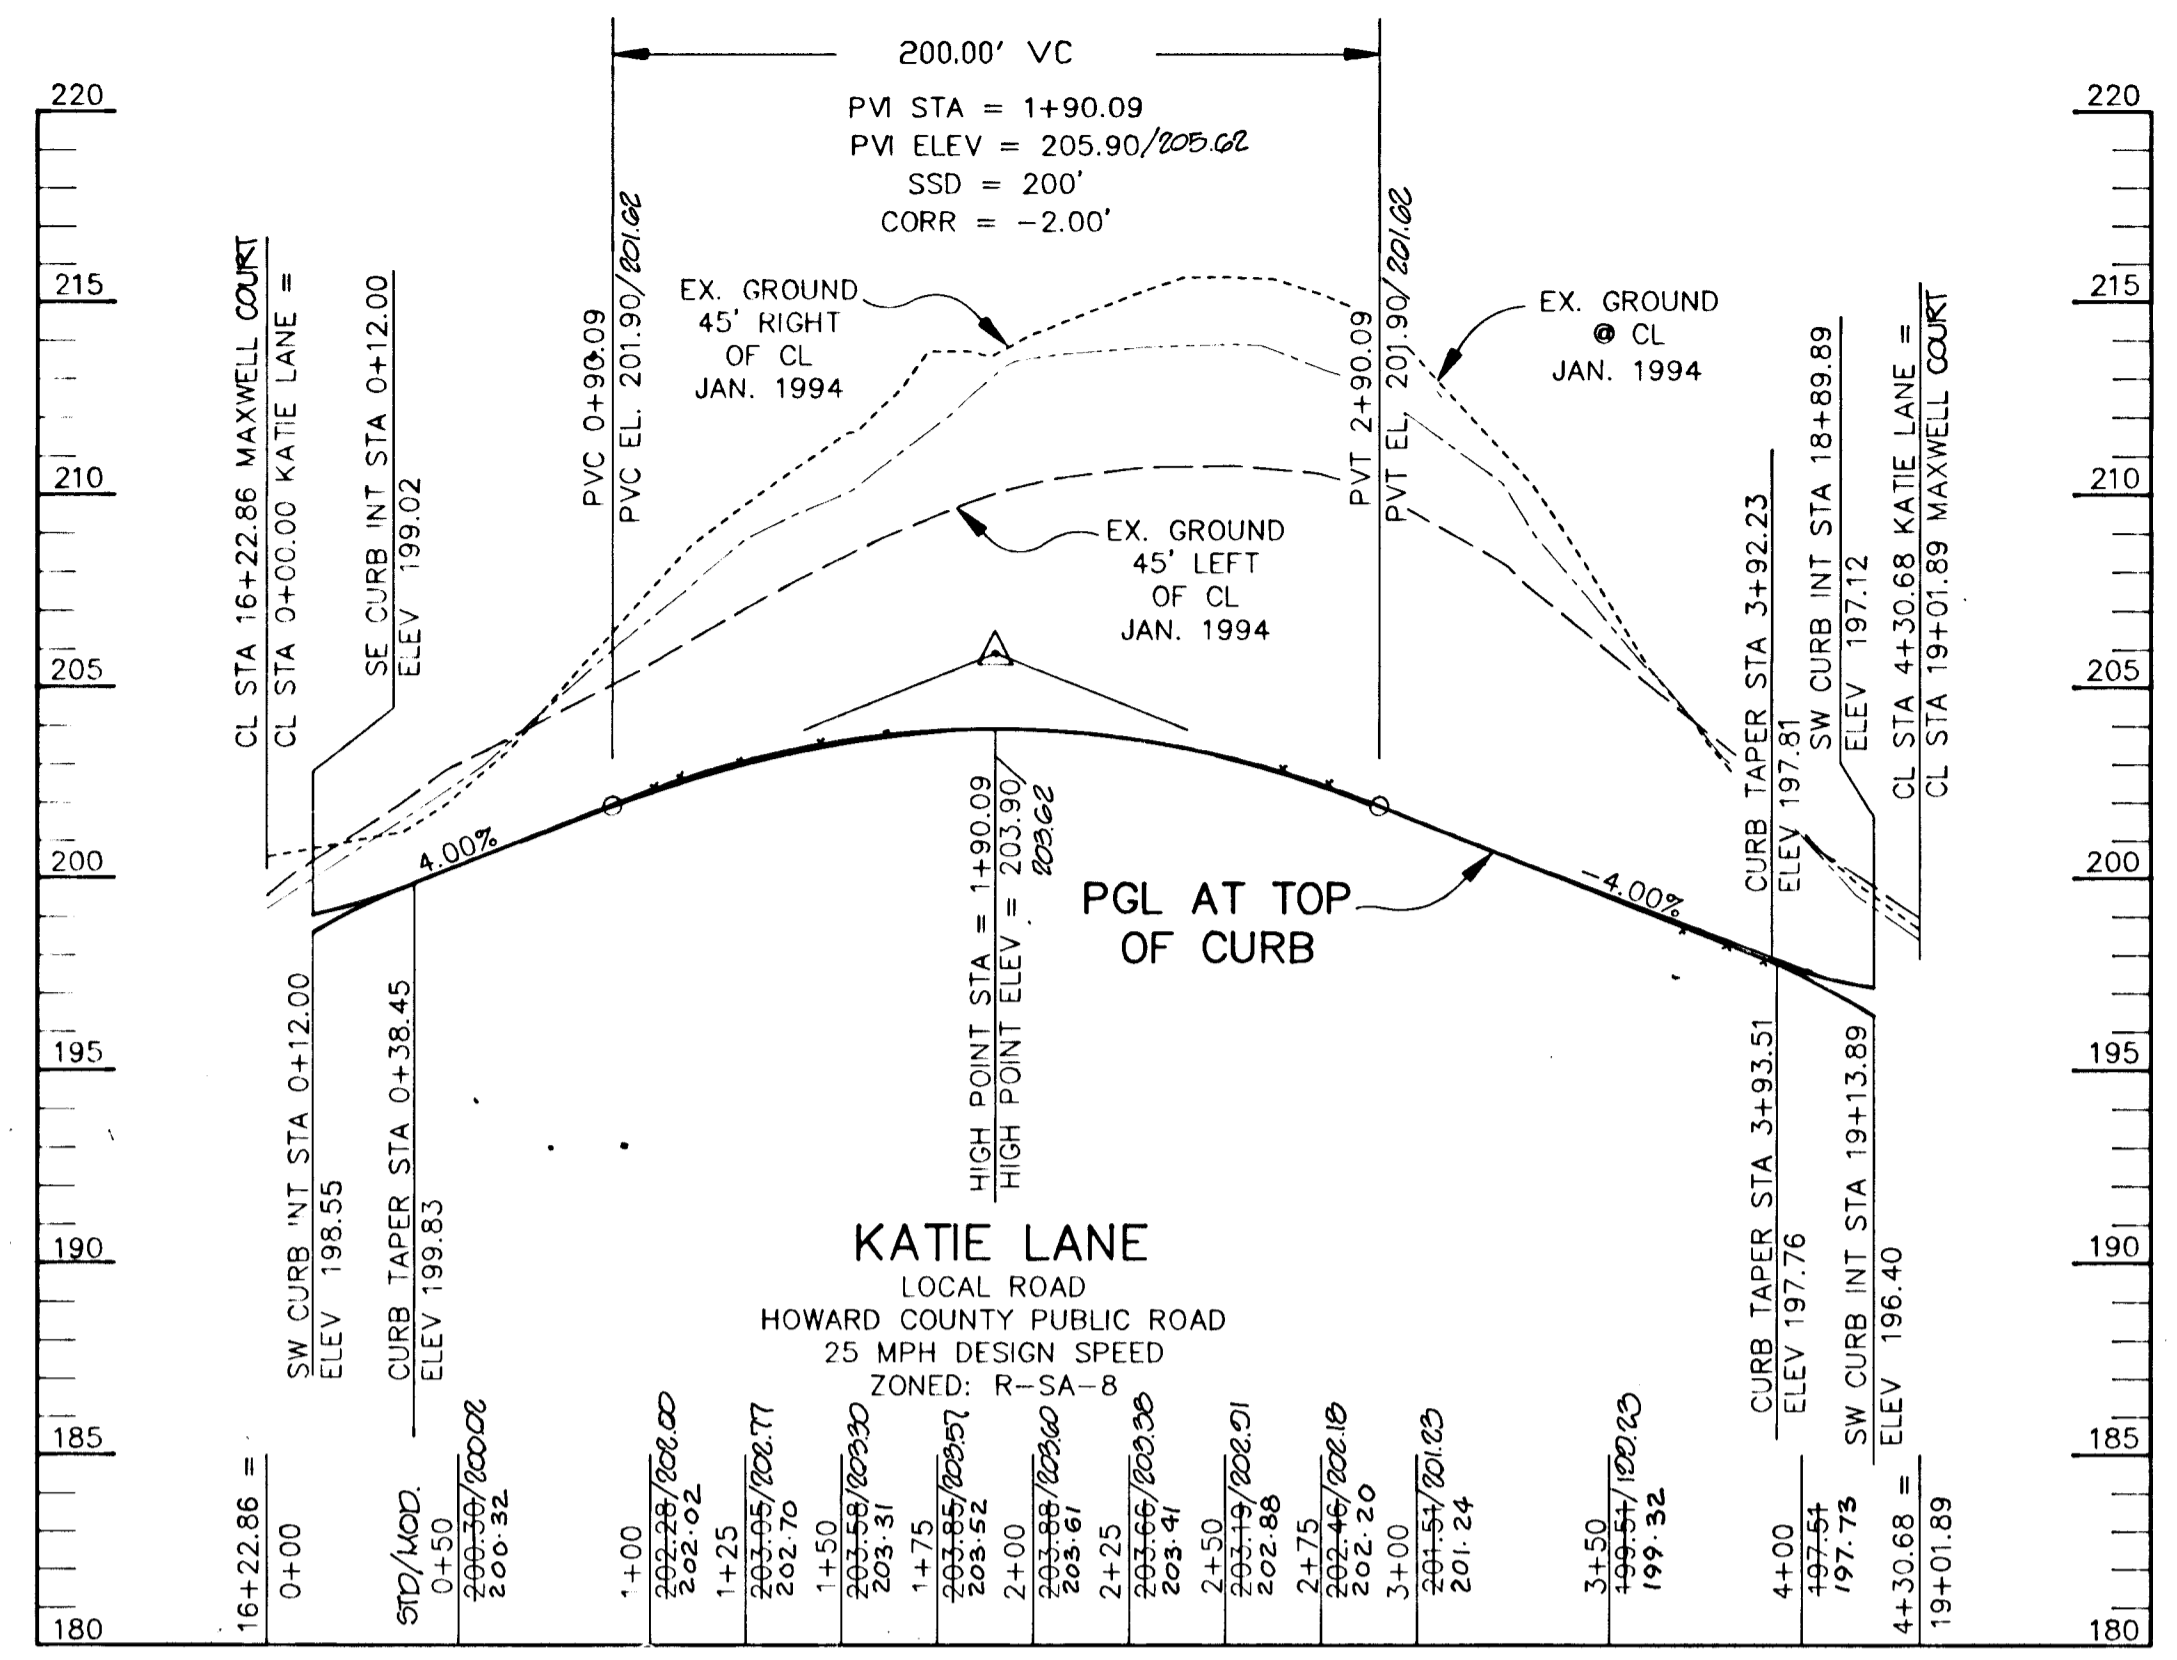 200.00' VC
PVI STA = 1+90.09
PVI ELEV = 205.90/205.62
SSD = 200'
CORR = -2.00'
220
215
210
205
200
195
190
185
180
220
215
210
205
200
195
190
185
180
CL STA 16+22.86 MAXWELL COURT
CL STA 0+00.00 KATIE LANE =
SE CURB INT STA 0+12.00
ELEV 199.02
PVC 0+90.09
PVC EL. 201.90/201.62
EX. GROUND
45' RIGHT
OF CL
JAN. 1994
EX. GROUND
45' LEFT
OF CL
JAN. 1994
PVT 2+90.09
PVT EL. 201.90/201.62
EX. GROUND
@ CL
JAN. 1994
CURB TAPER STA 3+92.23
ELEV 197.81
SW CURB INT STA 18+89.89
ELEV 197.12
CL STA 4+30.68 KATIE LANE =
CL STA 19+01.89 MAXWELL COURT
4.00%
-4.00%
PGL AT TOP
OF CURB
HIGH POINT STA = 1+90.09
HIGH POINT ELEV = 203.90/
203.62
SW CURB INT STA 0+12.00
ELEV 198.55
CURB TAPER STA 0+38.45
ELEV 199.83
CURB TAPER STA 3+93.51
ELEV 197.76
SW CURB INT STA 19+13.89
ELEV 196.40
KATIE LANE
LOCAL ROAD
HOWARD COUNTY PUBLIC ROAD
25 MPH DESIGN SPEED
ZONED: R-SA-8
16+22.86 =
0+00
STD/MOD.
0+50
200.30/200.02
200.32
1+00
202.28/202.00
202.02
1+25
203.05/202.77
202.70
1+50
203.58/203.30
203.31
1+75
203.85/203.57
203.52
2+00
203.88/203.60
203.61
2+25
203.66/203.38
203.41
2+50
203.19/202.91
202.88
2+75
202.46/202.18
202.20
3+00
201.51/201.23
201.24
3+50
199.51/199.23
199.32
4+00
197.51
197.73
4+30.68 =
19+01.89